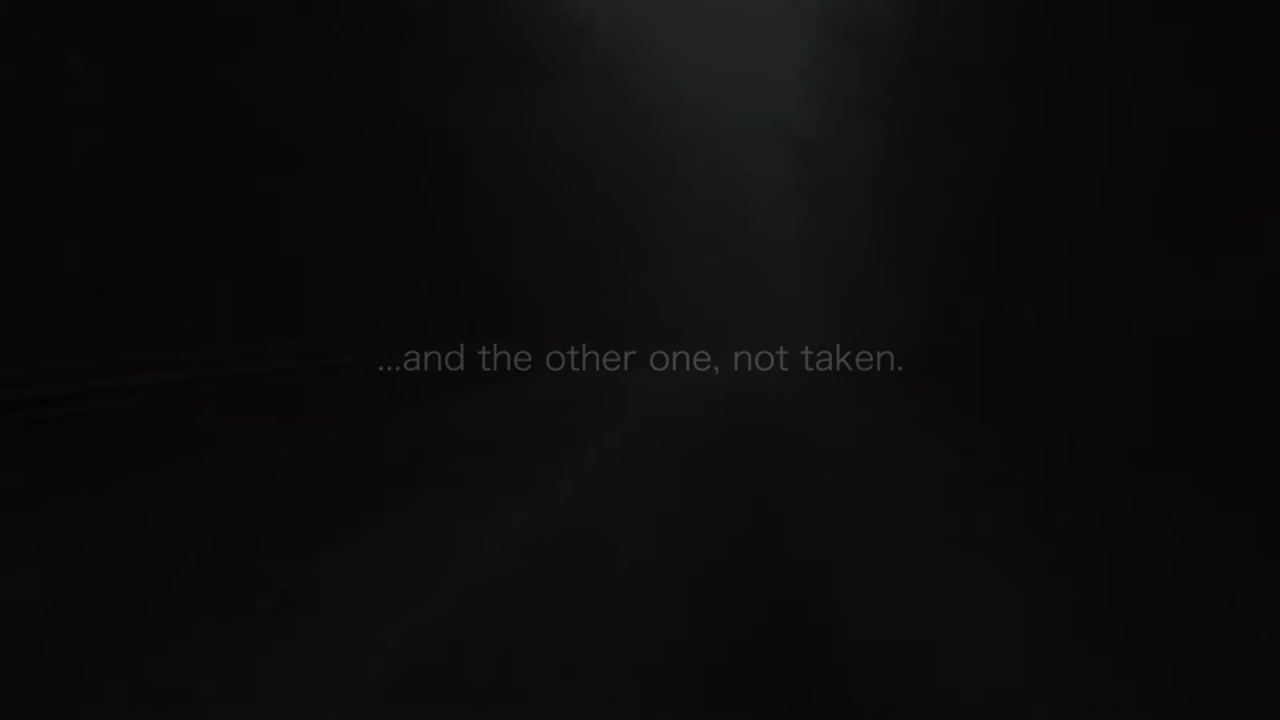 ...and the other one, not taken.